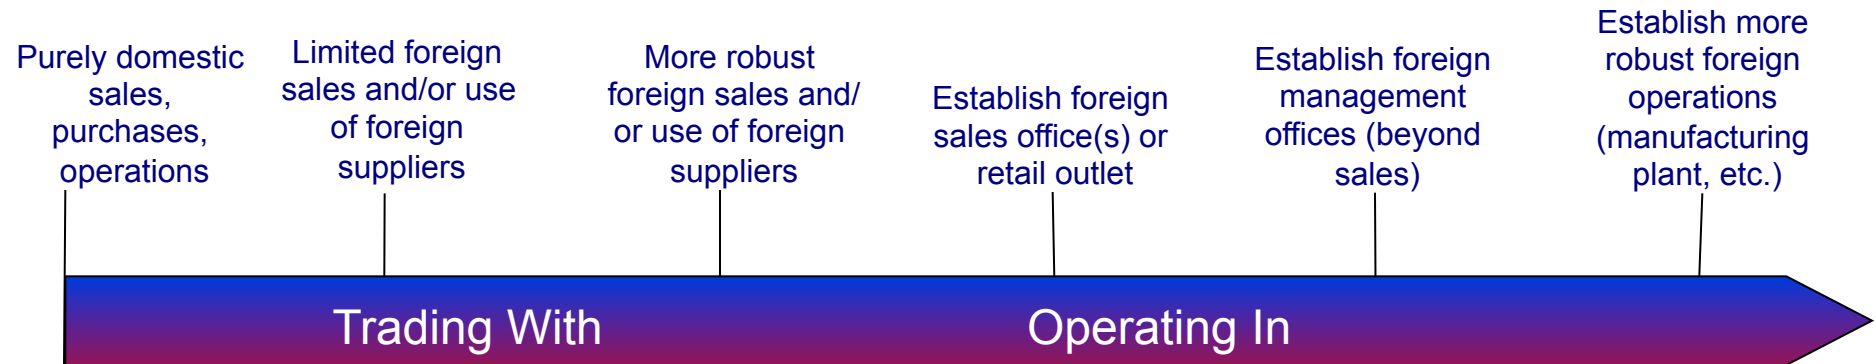 Purely domestic
sales,
purchases,
operations
Limited foreign
sales and/or use
of foreign
suppliers
More robust
foreign sales and/
or use of foreign
suppliers
Establish foreign
sales office(s) or
retail outlet
Establish foreign
management
offices (beyond
sales)
Establish more
robust foreign
operations
(manufacturing
plant, etc.)
Trading With
Operating In